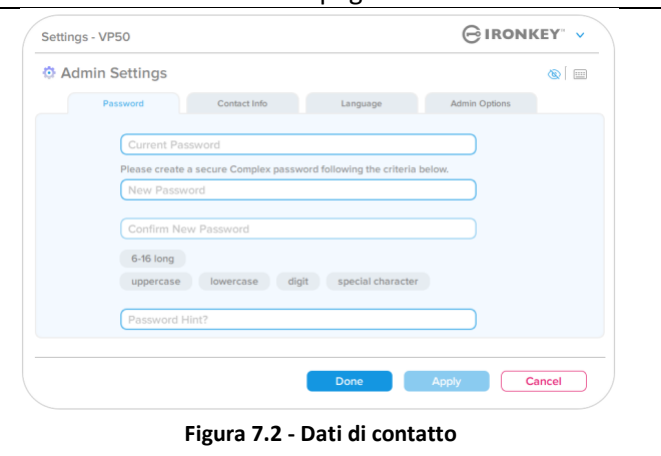 Settings - VP50
IRONKEY™
Admin Settings
Password Contact Info Language Admin Options
Current Password
Please create a secure Complex password following the criteria below.
New Password
Confirm New Password
6-16 long
uppercase lowercase digit special character
Password Hint?
Done Apply Cancel
Figura 7.2 - Dati di contatto